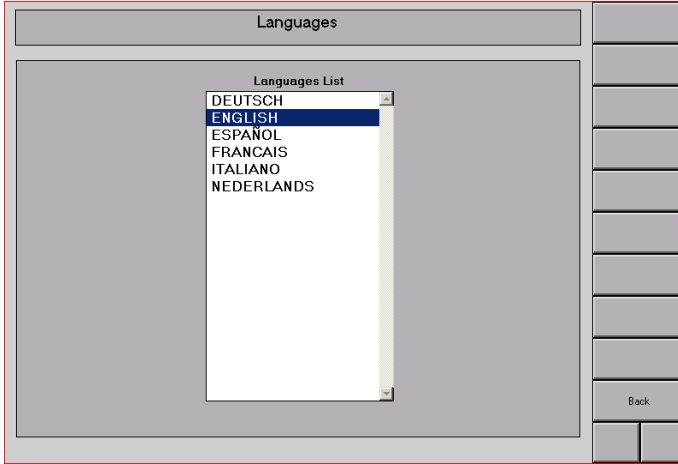 Languages
Languages List
DEUTSCH
ENGLISH
ESPAÑOL
FRANCAIS
ITALIANO
NEDERLANDS
Back